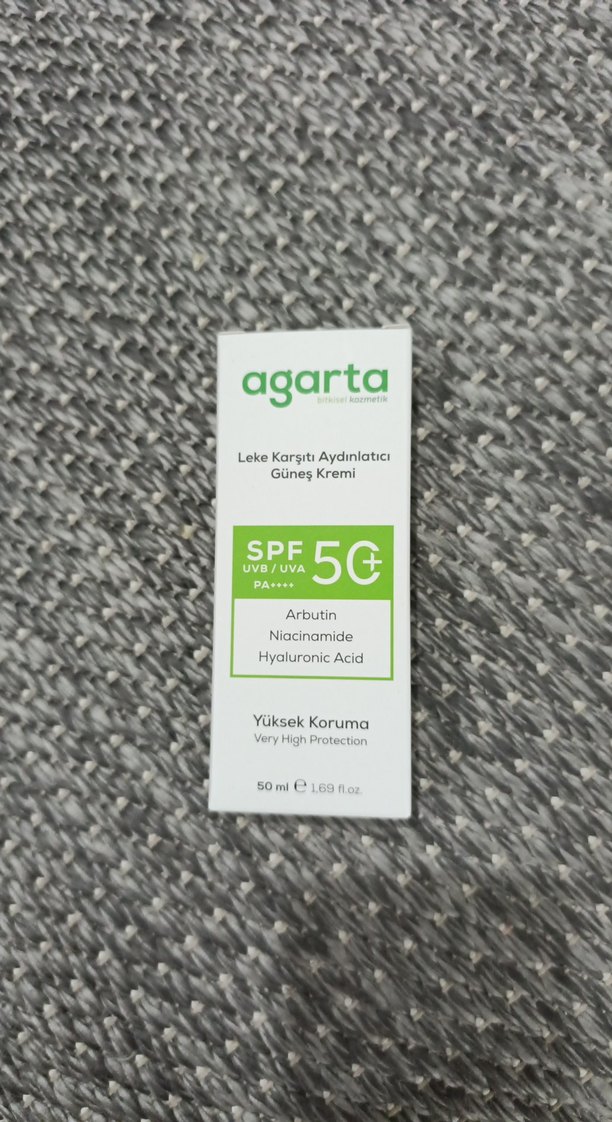 agarta
bitkisel kozmetik
Leke Karşıtı Aydınlatıcı
Güneş Kremi
SPF 50+
UVB / UVA
PA++++
Arbutin
Niacinamide
Hyaluronic Acid
Yüksek Koruma
Very High Protection
50 ml ℮ 1,69 fl.oz.